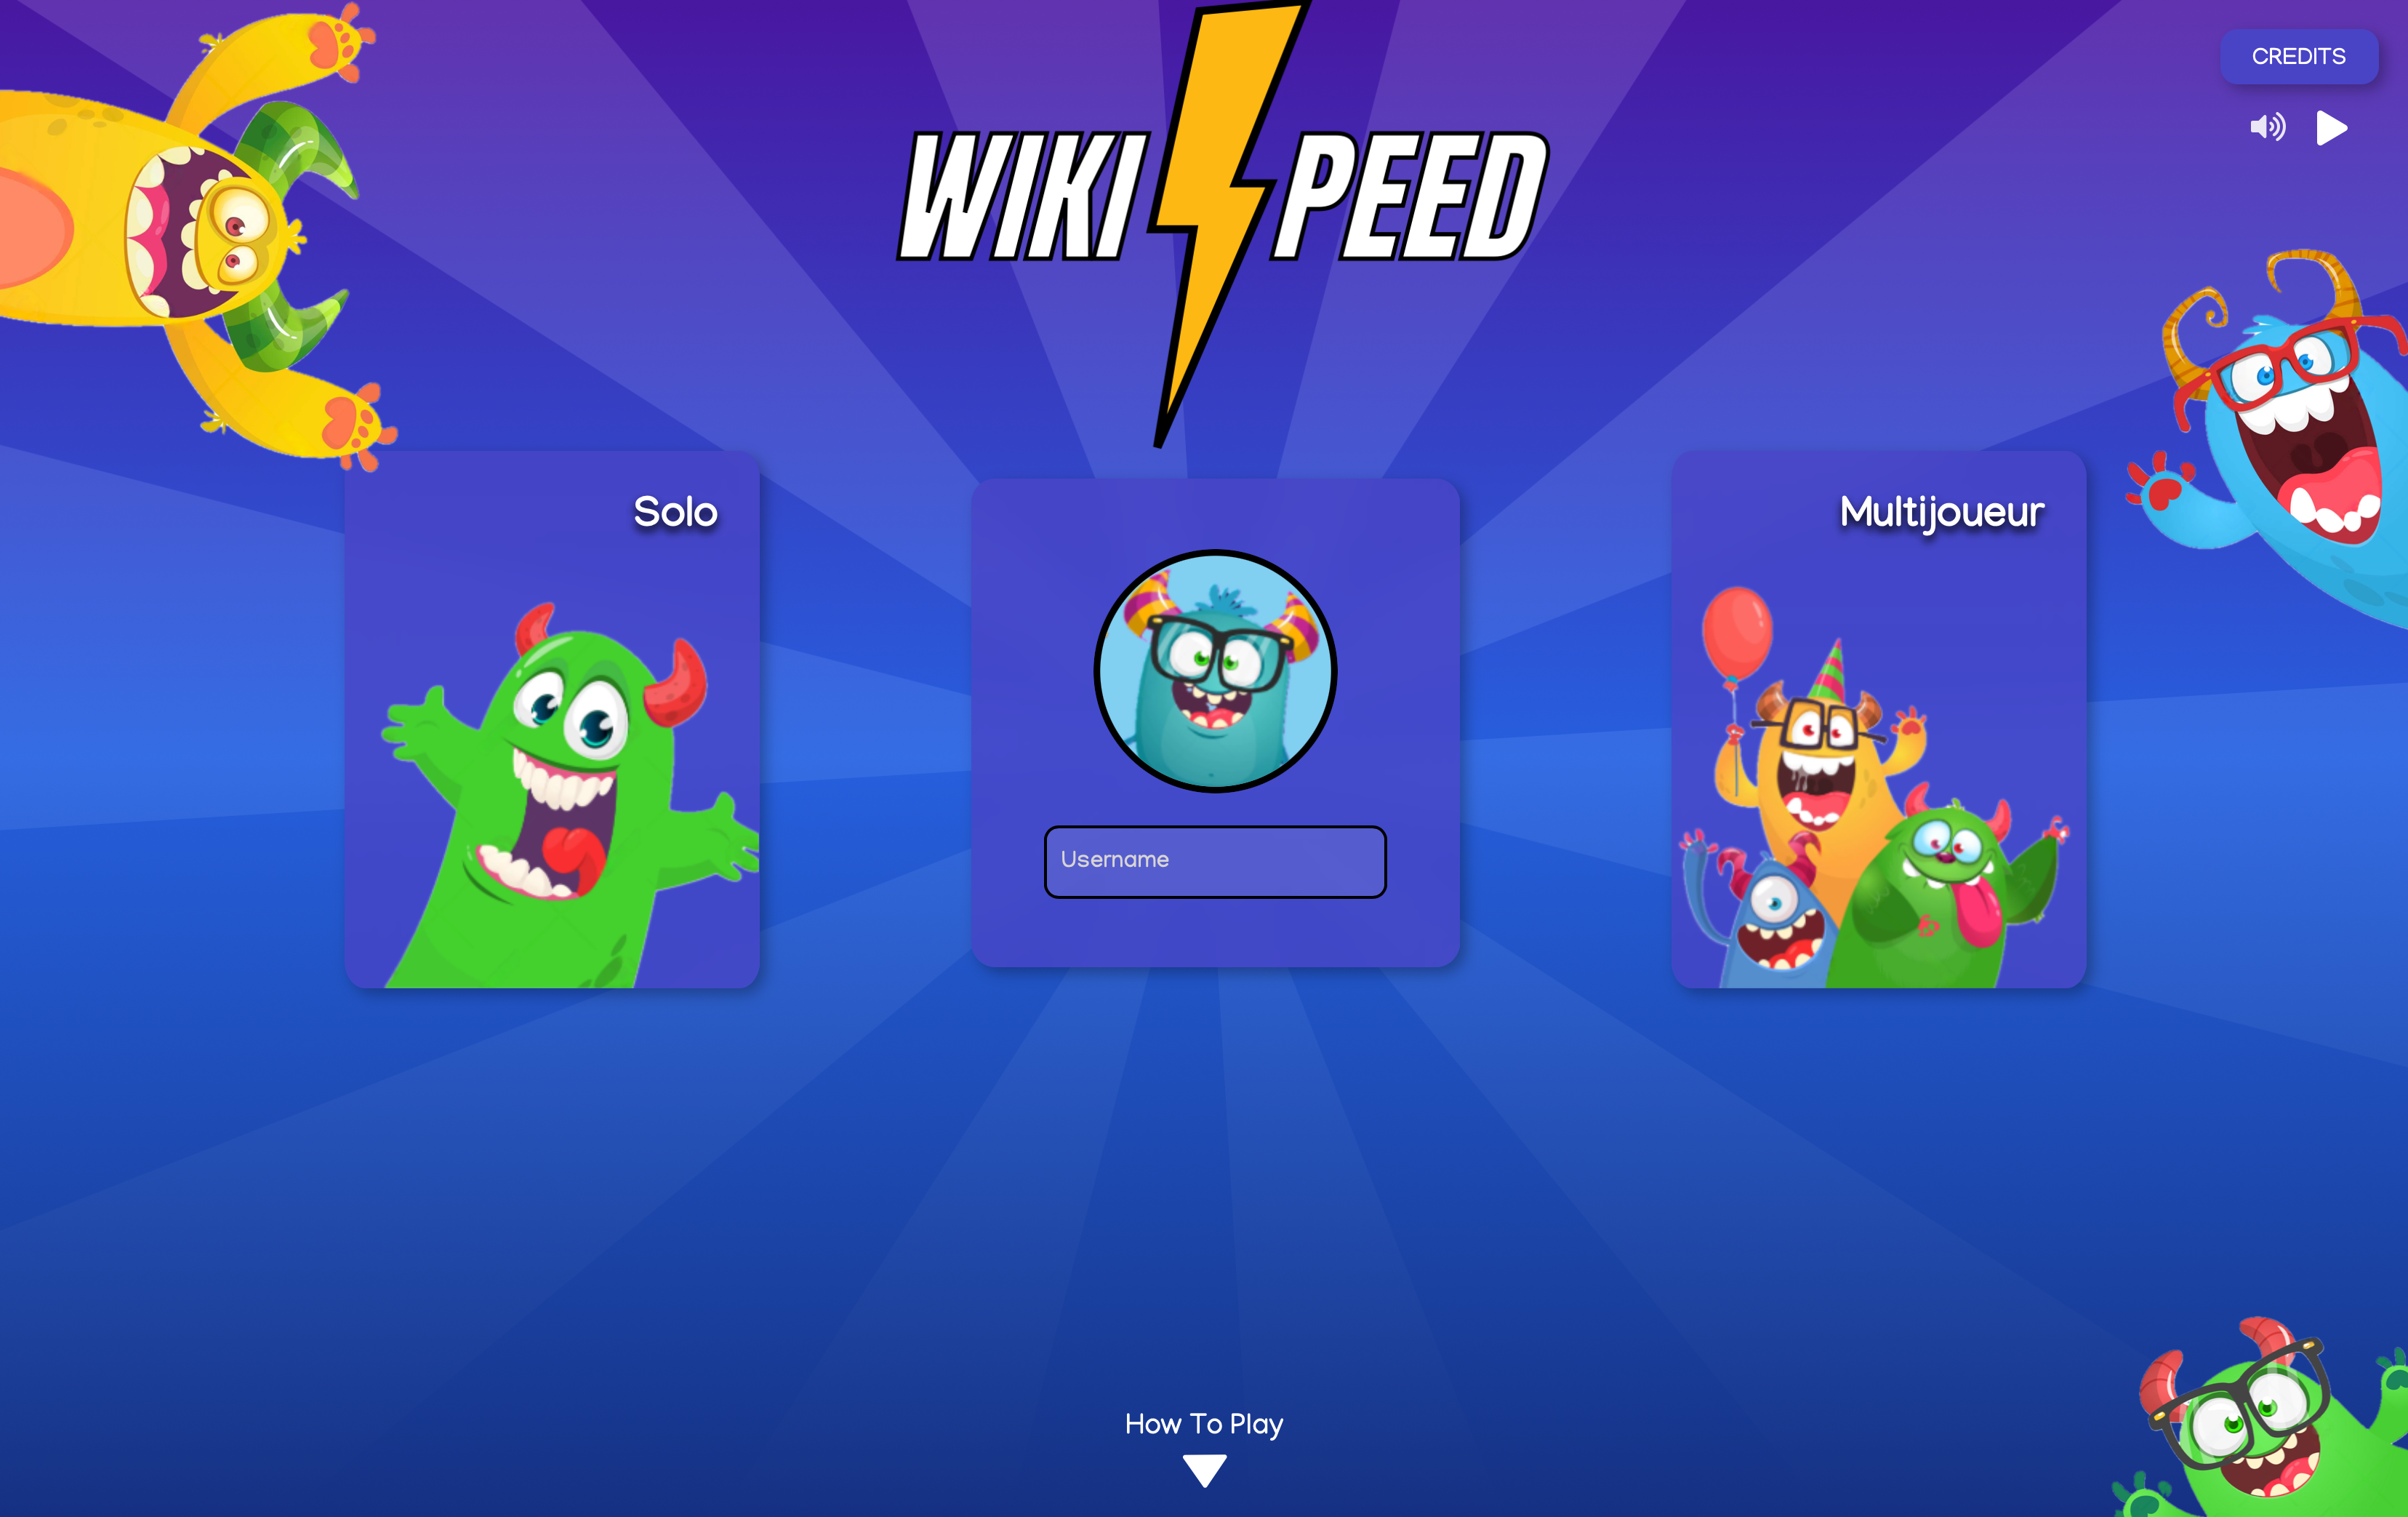 CREDITS
WIKI PEED
Solo
Multijoueur
Username
How To Play